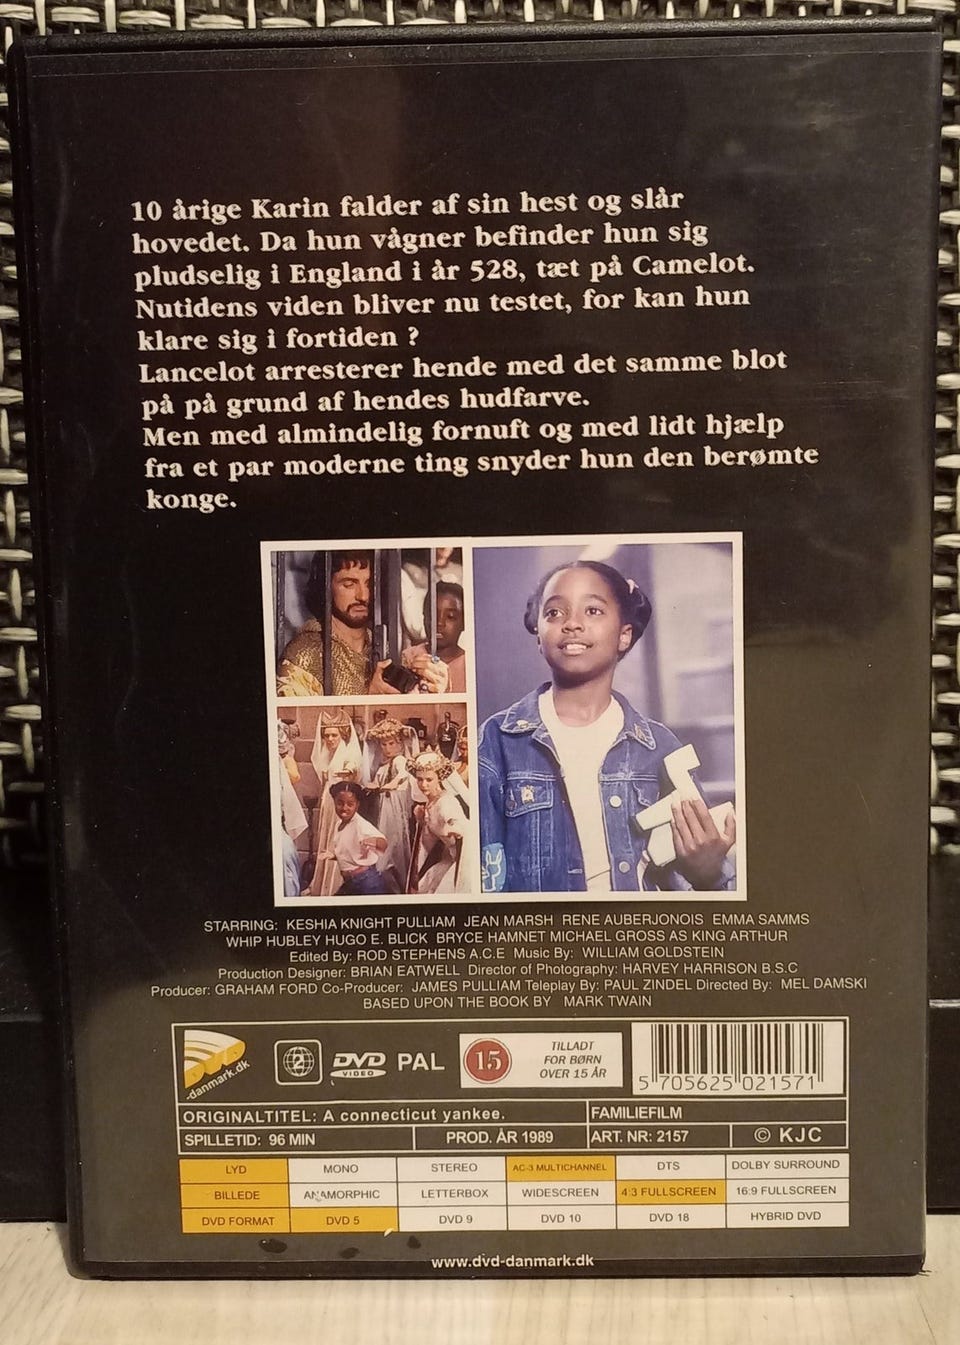 10 årige Karin falder af sin hest og slår
hovedet. Da hun vågner befinder hun sig
pludselig i England i år 528, tæt på Camelot.
Nutidens viden bliver nu testet, for kan hun
klare sig i fortiden ?
Lancelot arresterer hende med det samme blot
på på grund af hendes hudfarve.
Men med almindelig fornuft og med lidt hjælp
fra et par moderne ting snyder hun den berømte
konge.
STARRING: KESHIA KNIGHT PULLIAM JEAN MARSH RENE AUBERJONOIS EMMA SAMMS
WHIP HUBLEY HUGO E. BLICK BRYCE HAMNET MICHAEL GROSS AS KING ARTHUR
Edited By: ROD STEPHENS A.C.E Music By: WILLIAM GOLDSTEIN
Production Designer: BRIAN EATWELL Director of Photography: HARVEY HARRISON B.S.C
Producer: GRAHAM FORD Co-Producer: JAMES PULLIAM Teleplay By: PAUL ZINDEL Directed By: MEL DAMSKI
BASED UPON THE BOOK BY MARK TWAIN
DVD
-danmark.dk
2
DVD
VIDEO
PAL
15
TILLADT
FOR BØRN
OVER 15 ÅR
5 705625 021571
ORIGINALTITEL: A connecticut yankee. FAMILIEFILM
SPILLETID: 96 MIN PROD. ÅR 1989 ART. NR: 2157 © KJC
LYD MONO STEREO AC-3 MULTICHANNEL DTS DOLBY SURROUND
BILLEDE ANAMORPHIC LETTERBOX WIDESCREEN 4:3 FULLSCREEN 16:9 FULLSCREEN
DVD FORMAT DVD 5 DVD 9 DVD 10 DVD 18 HYBRID DVD
www.dvd-danmark.dk